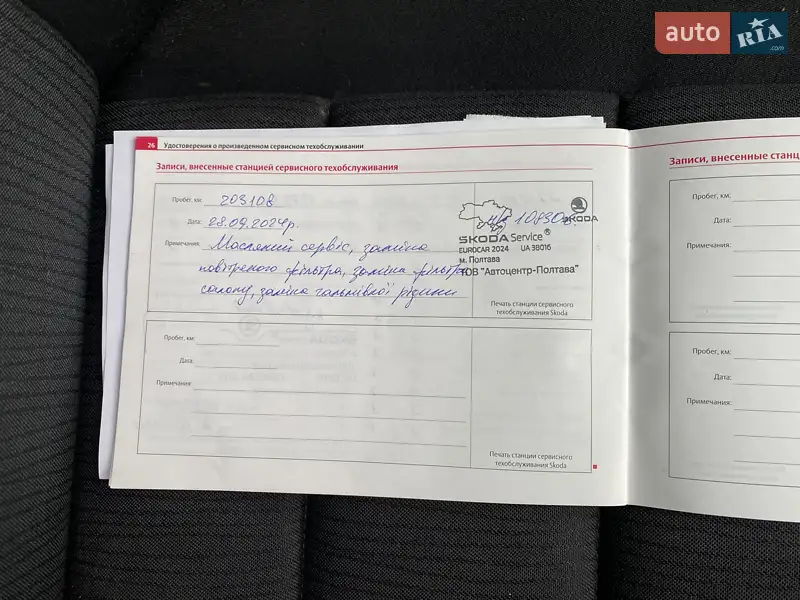 auto RIA .com
26 Удостоверения о произведенном сервисном техобслуживании
Записи, внесенные станцией сервисного техобслуживания
Пробег, км: 203108
Дата: 28.09.2024р.
Примечания: Масляний сервіс, заміна
повітряного фільтра, заміна фільтра
салону, заміна гальмівної рідини
10830
SKODA
SKODA Service®
EUROCAR 2024 UA 38016
м. Полтава
ТОВ "Автоцентр-Полтава"
Печать станции сервисного
техобслуживания Skoda
Пробег, км:
Дата:
Примечания:
Печать станции сервисного
техобслуживания Skoda
Записи, внесенные станц
Пробег, км:
Дата:
Примечания:
Пробег, км:
Дата:
Примечания: